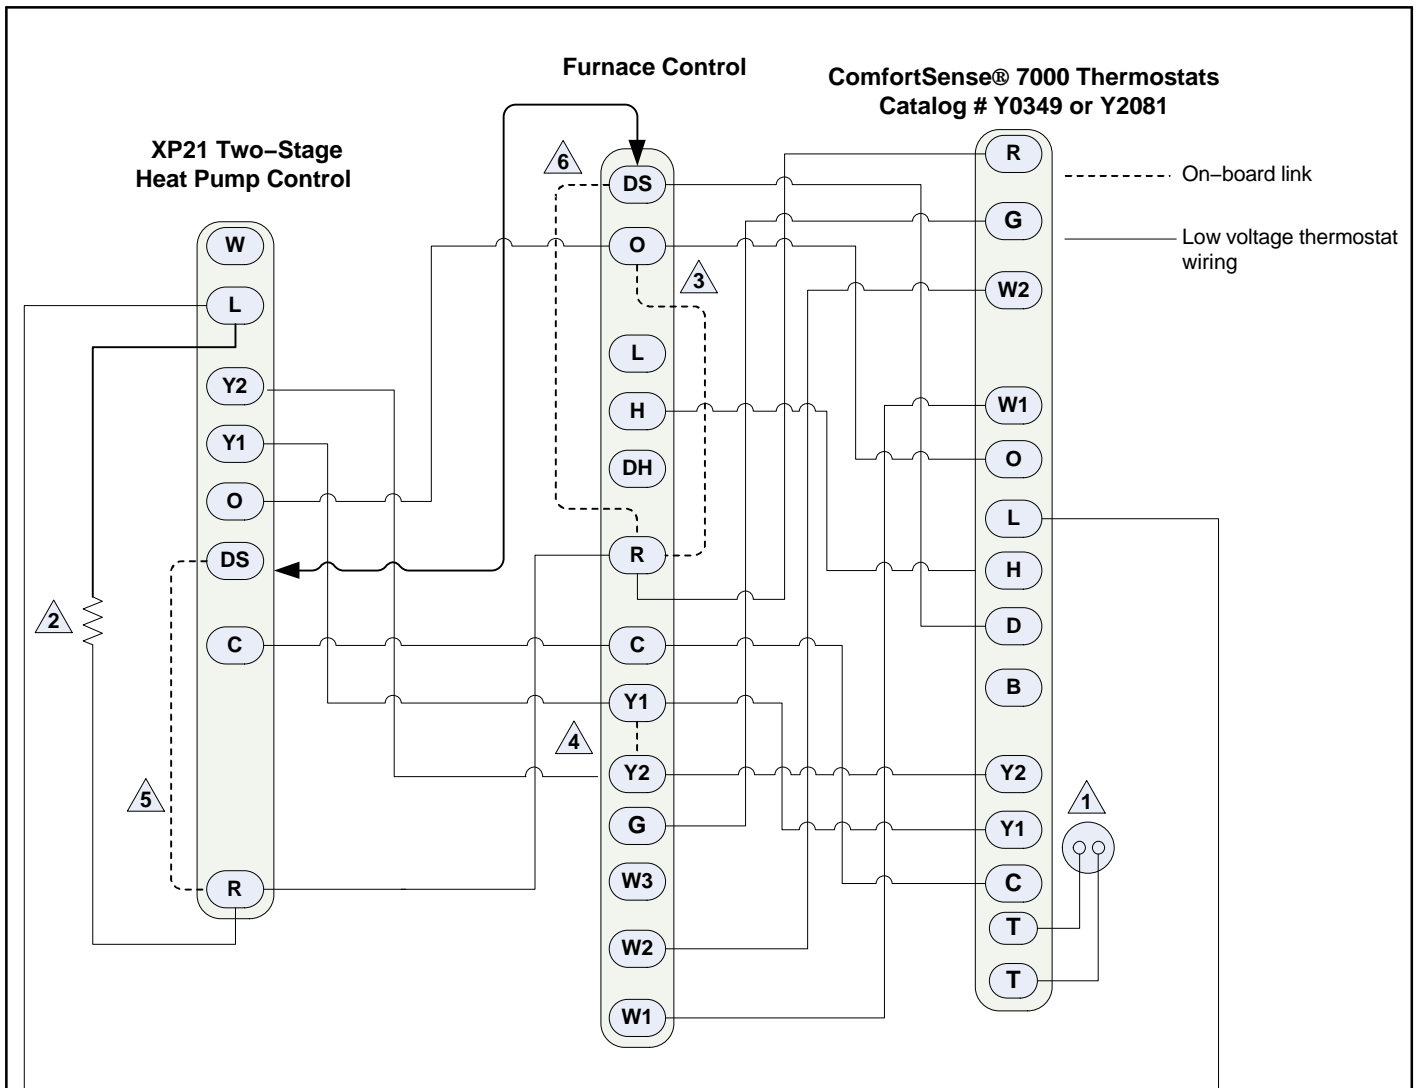 Furnace Control
ComfortSense® 7000 Thermostats
Catalog # Y0349 or Y2081
XP21 Two–Stage
Heat Pump Control
On–board link
Low voltage thermostat
wiring
W
L
Y2
Y1
O
DS
C
R
2
5
6
3
4
DS
O
L
H
DH
R
C
Y1
Y2
G
W3
W2
W1
R
G
W2
W1
O
L
H
D
B
Y2
Y1
C
T
T
1